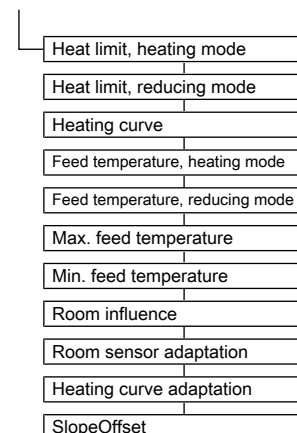 Heat limit, heating mode
Heat limit, reducing mode
Heating curve
Feed temperature, heating mode
Feed temperature, reducing mode
Max. feed temperature
Min. feed temperature
Room influence
Room sensor adaptation
Heating curve adaptation
SlopeOffset